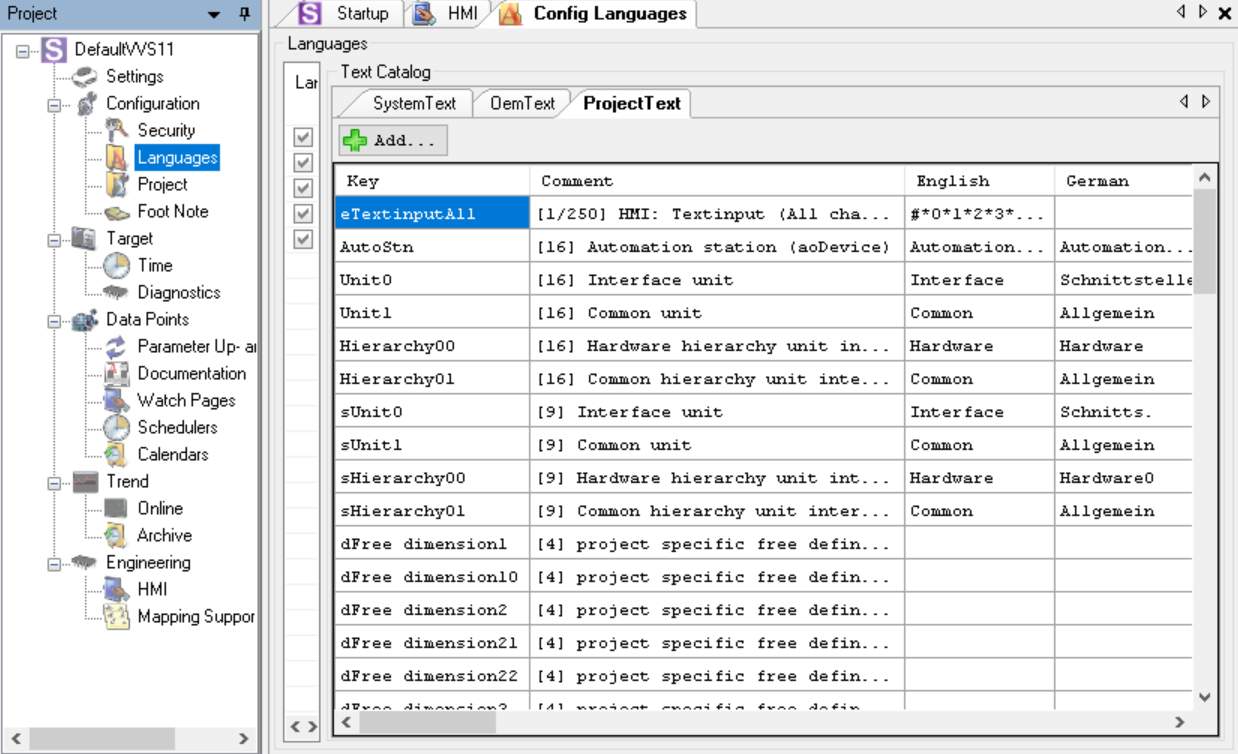 Project
DefaultVVS11
Settings
Configuration
Security
Languages
Project
Foot Note
Target
Time
Diagnostics
Data Points
Parameter Up- ar
Documentation
Watch Pages
Schedulers
Calendars
Trend
Online
Archive
Engineering
HMI
Mapping Suppor
Startup HMI Config Languages
Languages
Lar
Text Catalog
SystemText OemText ProjectText
Add...
Key Comment English German
eTextinputAll [1/250] HMI: Textinput (All cha... #*0*1*2*3*...
AutoStn [16] Automation station (aoDevice) Automation... Automation...
Unit0 [16] Interface unit Interface Schnittstelle
Unit1 [16] Common unit Common Allgemein
Hierarchy00 [16] Hardware hierarchy unit in... Hardware Hardware
Hierarchy01 [16] Common hierarchy unit inte... Common Allgemein
sUnit0 [9] Interface unit Interface Schnitts.
sUnit1 [9] Common unit Common Allgemein
sHierarchy00 [9] Hardware hierarchy unit int... Hardware Hardware0
sHierarchy01 [9] Common hierarchy unit inter... Common Allgemein
dFree dimension1 [4] project specific free defin...
dFree dimension10 [4] project specific free defin...
dFree dimension2 [4] project specific free defin...
dFree dimension21 [4] project specific free defin...
dFree dimension22 [4] project specific free defin...
dFree dimension3 [4] project specific free defin